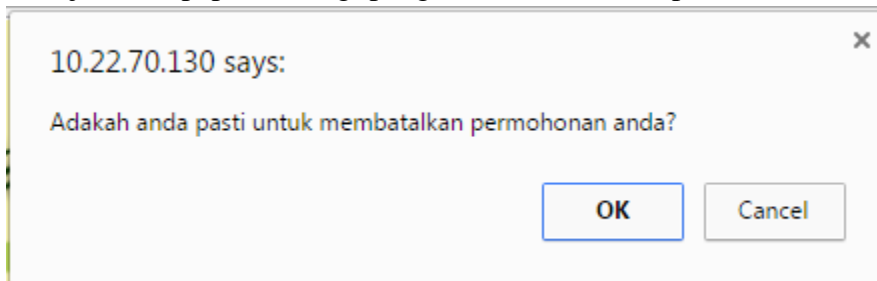 10.22.70.130 says:
Adakah anda pasti untuk membatalkan permohonan anda?
OK
Cancel